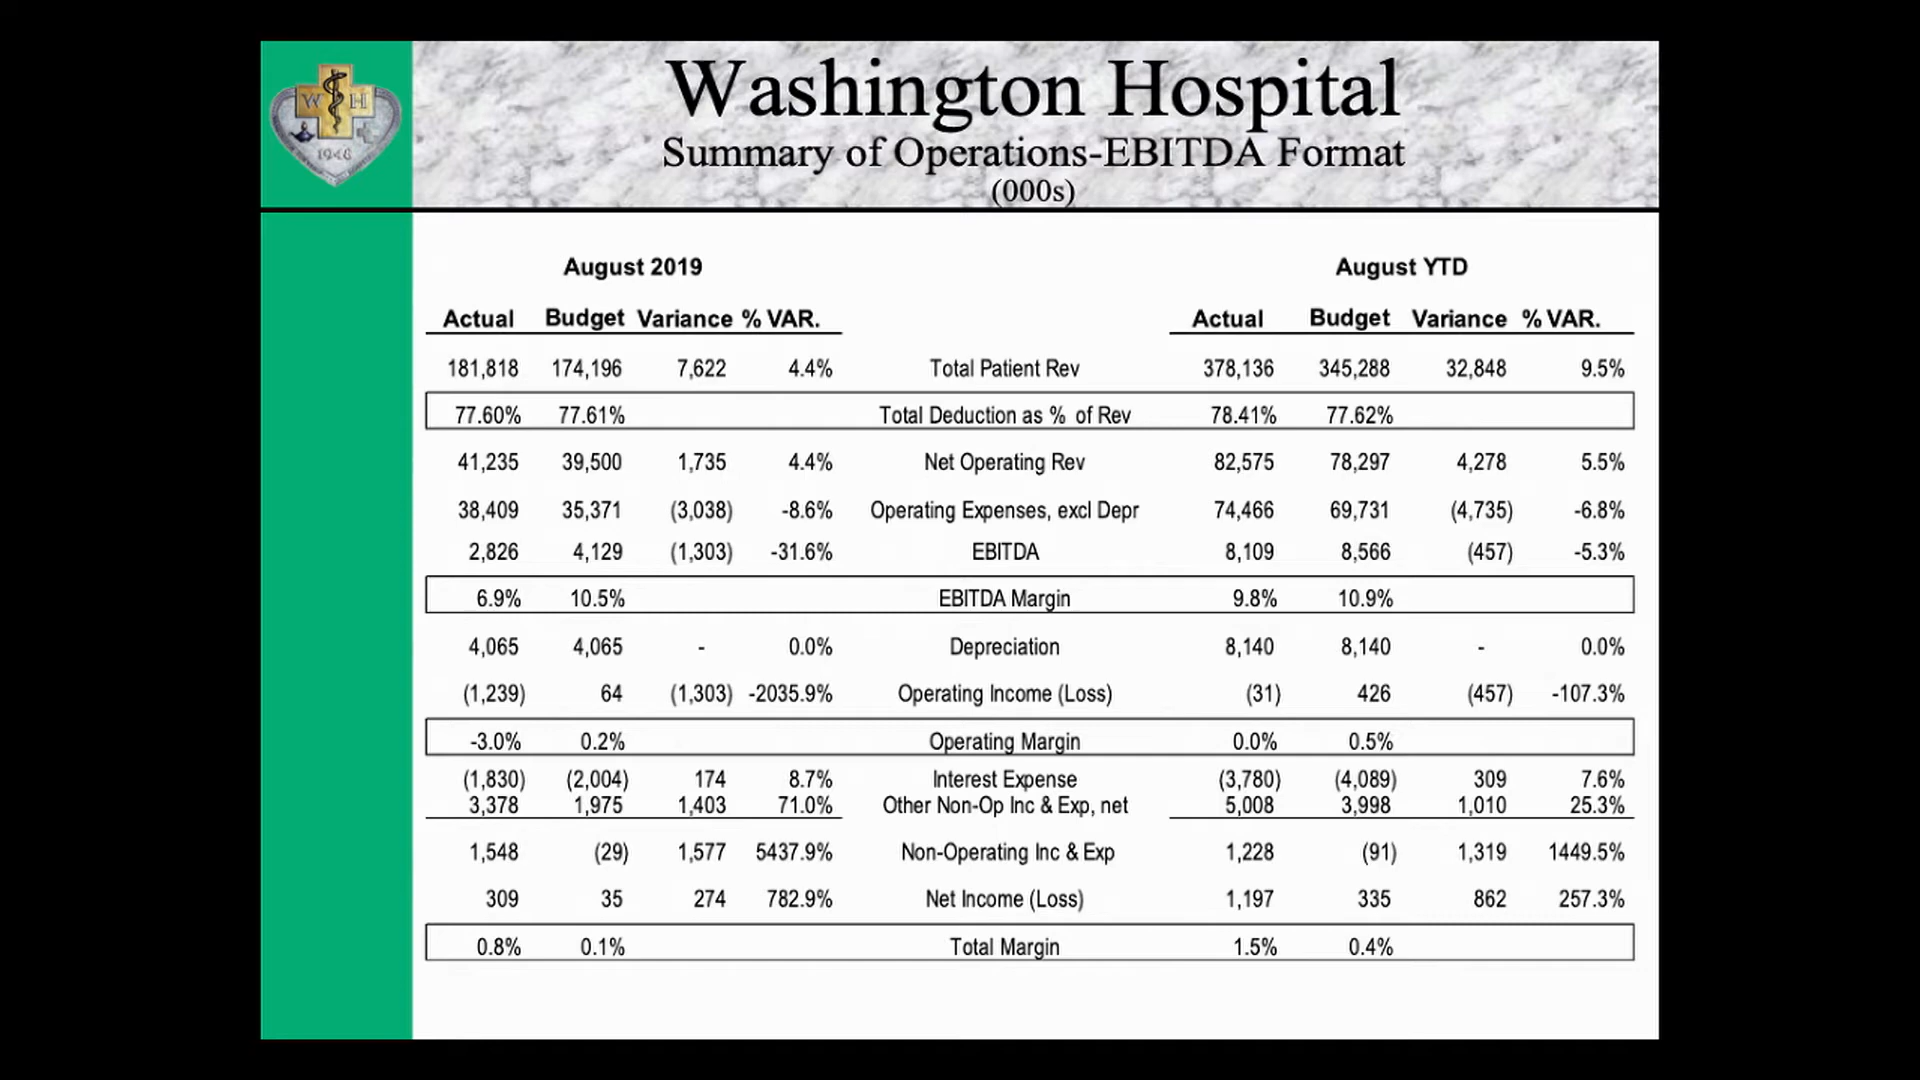 W H
1948
Washington Hospital
Summary of Operations-EBITDA Format
(000s)
August 2019 August YTD
Actual Budget Variance % VAR. Actual Budget Variance % VAR.
181,818 174,196 7,622 4.4% Total Patient Rev 378,136 345,288 32,848 9.5%
77.60% 77.61% Total Deduction as % of Rev 78.41% 77.62%
41,235 39,500 1,735 4.4% Net Operating Rev 82,575 78,297 4,278 5.5%
38,409 35,371 (3,038) -8.6% Operating Expenses, excl Depr 74,466 69,731 (4,735) -6.8%
2,826 4,129 (1,303) -31.6% EBITDA 8,109 8,566 (457) -5.3%
6.9% 10.5% EBITDA Margin 9.8% 10.9%
4,065 4,065 - 0.0% Depreciation 8,140 8,140 - 0.0%
(1,239) 64 (1,303) -2035.9% Operating Income (Loss) (31) 426 (457) -107.3%
-3.0% 0.2% Operating Margin 0.0% 0.5%
(1,830) (2,004) 174 8.7% Interest Expense (3,780) (4,089) 309 7.6%
3,378 1,975 1,403 71.0% Other Non-Op Inc & Exp, net 5,008 3,998 1,010 25.3%
1,548 (29) 1,577 5437.9% Non-Operating Inc & Exp 1,228 (91) 1,319 1449.5%
309 35 274 782.9% Net Income (Loss) 1,197 335 862 257.3%
0.8% 0.1% Total Margin 1.5% 0.4%